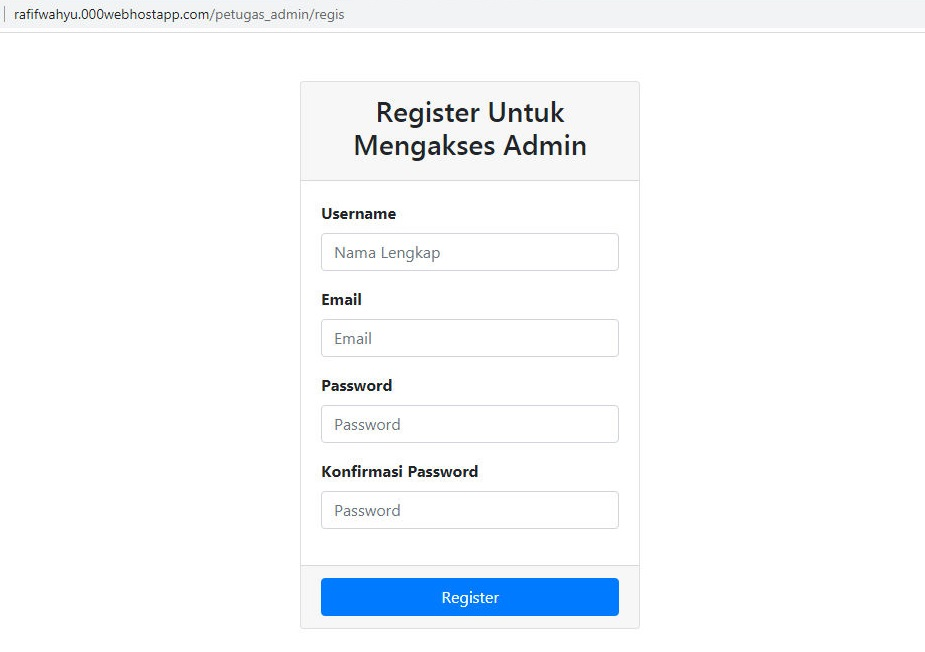 rafifwahyu.000webhostapp.com/petugas_admin/regis
Register Untuk
Mengakses Admin
Username
Nama Lengkap
Email
Email
Password
Password
Konfirmasi Password
Password
Register